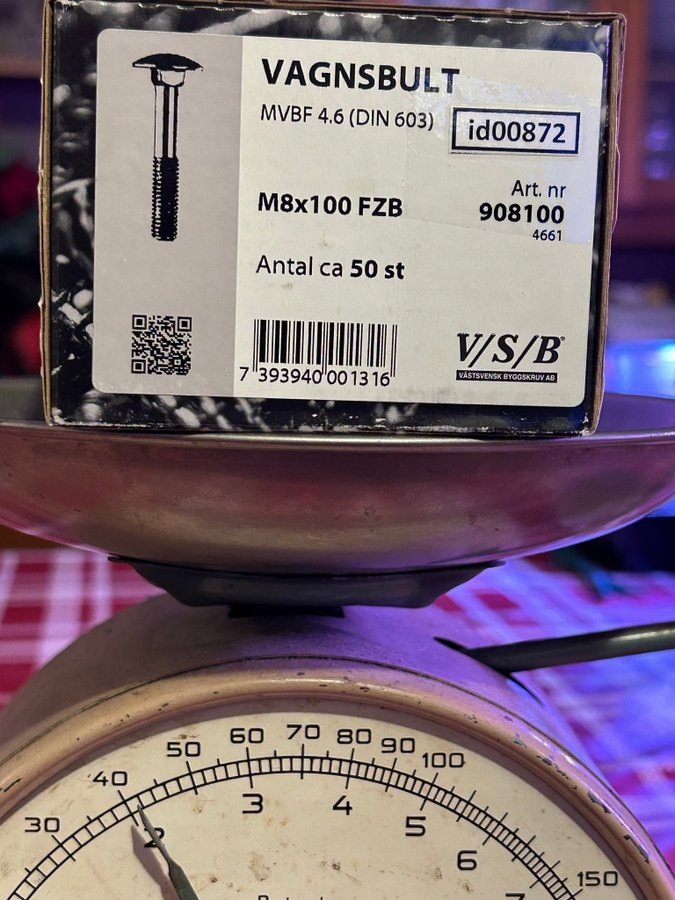 VAGNSBULT
MVBF 4.6 (DIN 603)
id00872
M8x100 FZB
Art. nr
908100
4661
Antal ca 50 st
7 393940 001316
V/S/B®
VÄSTSVENSK BYGGSKRUV AB
30 40 50 60 70 80 90 100 150
2 3 4 5 6 7